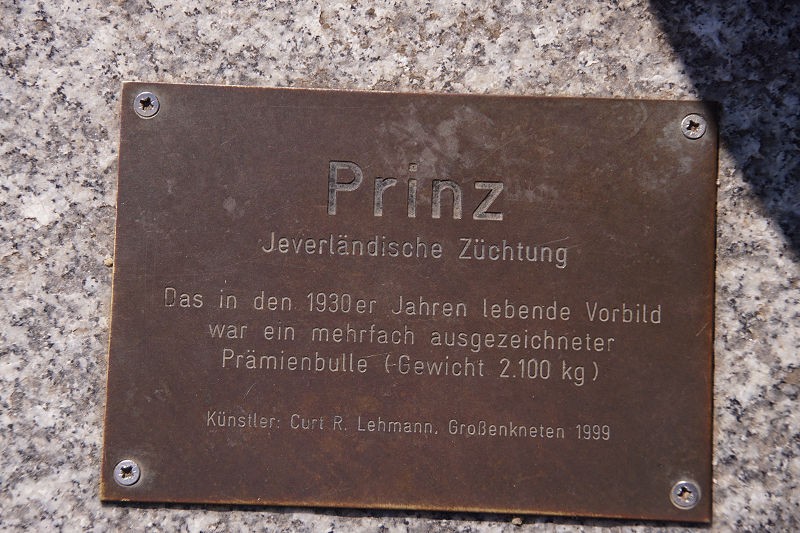 Prinz
Jeverländische Züchtung
Das in den 1930er Jahren lebende Vorbild
war ein mehrfach ausgezeichneter
Prämienbulle (-Gewicht 2.100 kg)
Künstler: Curt R. Lehmann, Großenkneten 1999